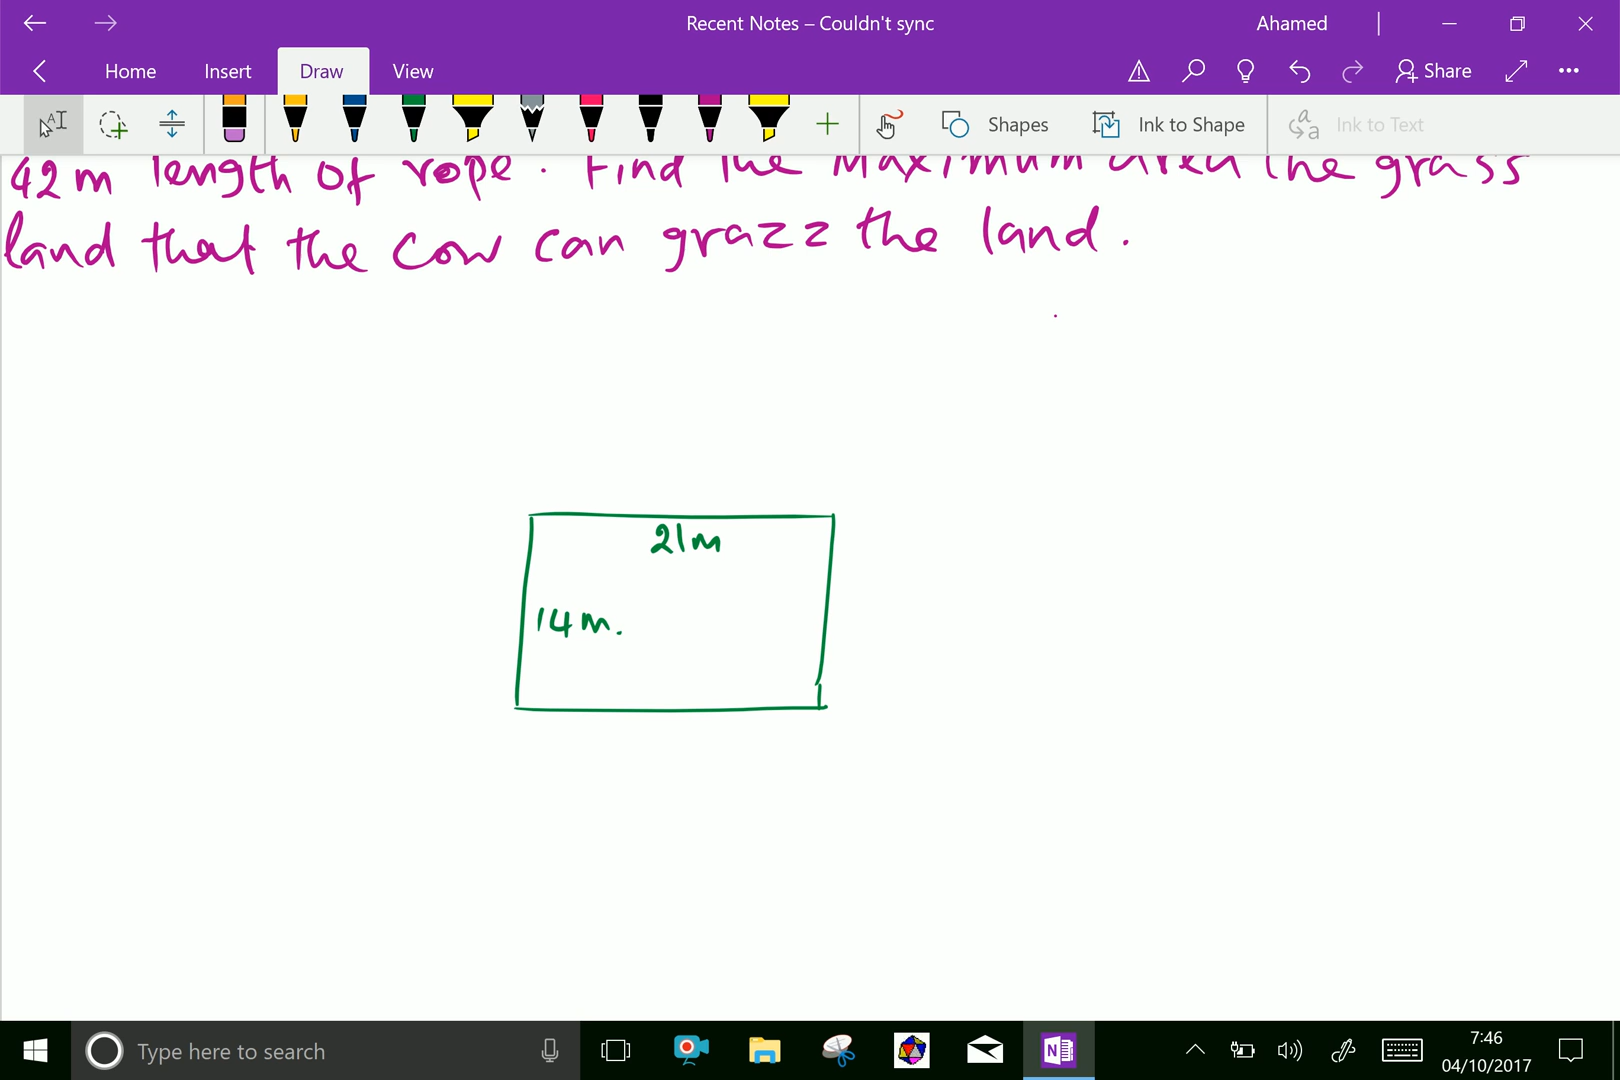 Recent Notes – Couldn't sync
Ahamed
Home
Insert
Draw
View
Share
Shapes
Ink to Shape
Ink to Text
42m length of rope. Find the Maximum area the grass
land that the cow can grazz the land.
21m
14m.
Type here to search
7:46
04/10/2017